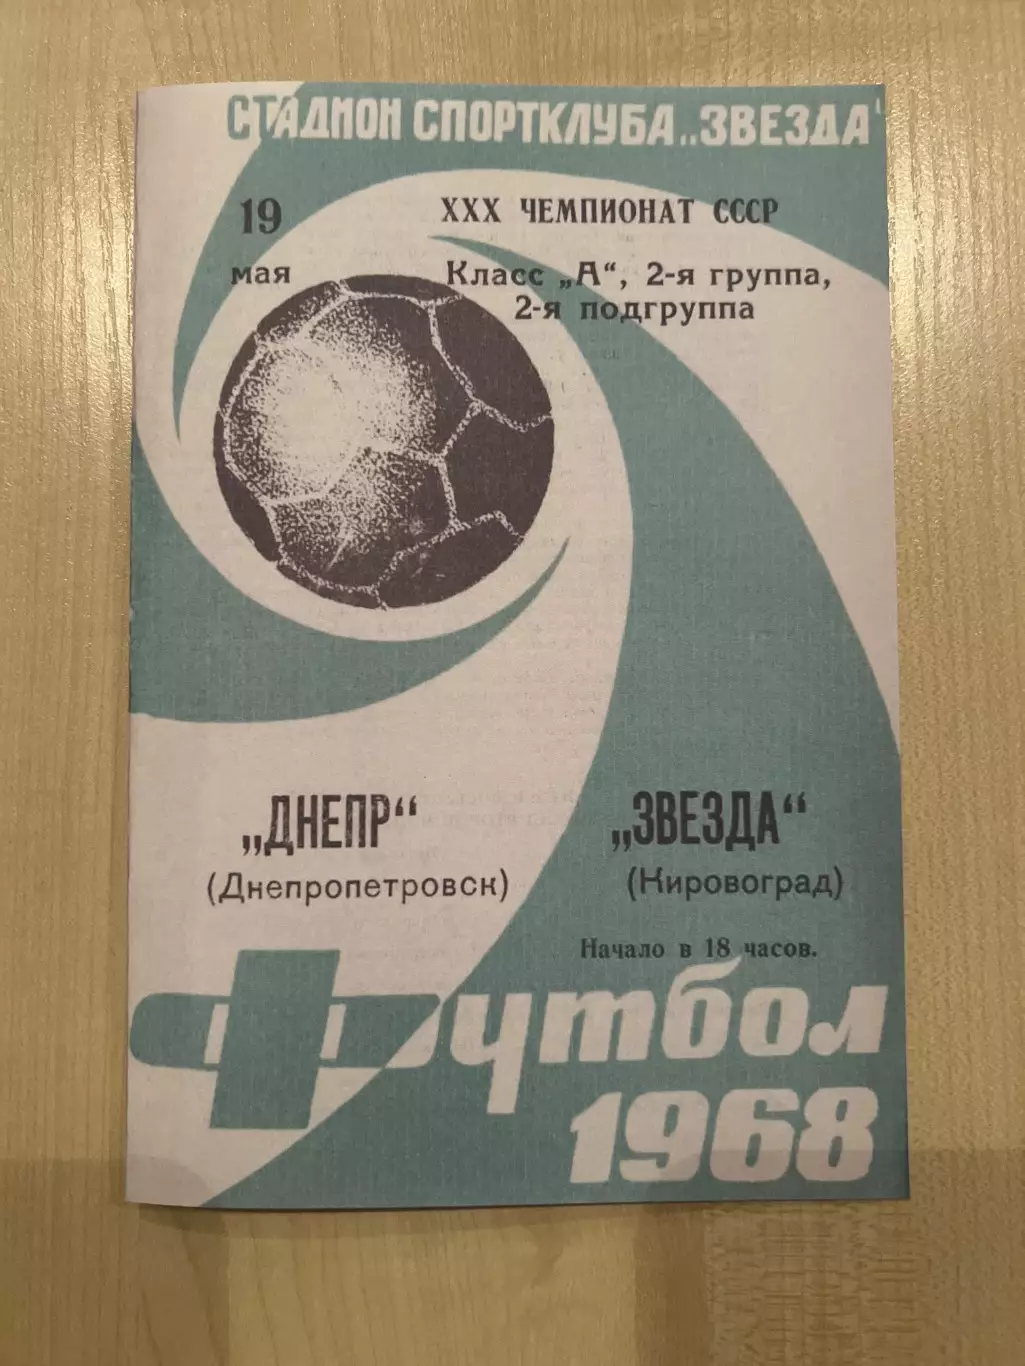 СТАДИОН СПОРТКЛУБА „ЗВЕЗДА"
19
мая
XXX ЧЕМПИОНАТ СССР
Класс „А“, 2-я группа,
2-я подгруппа
„ДНЕПР“
(Днепропетровск)
„ЗВЕЗДА“
(Кировоград)
Начало в 18 часов.
Футбол
1968